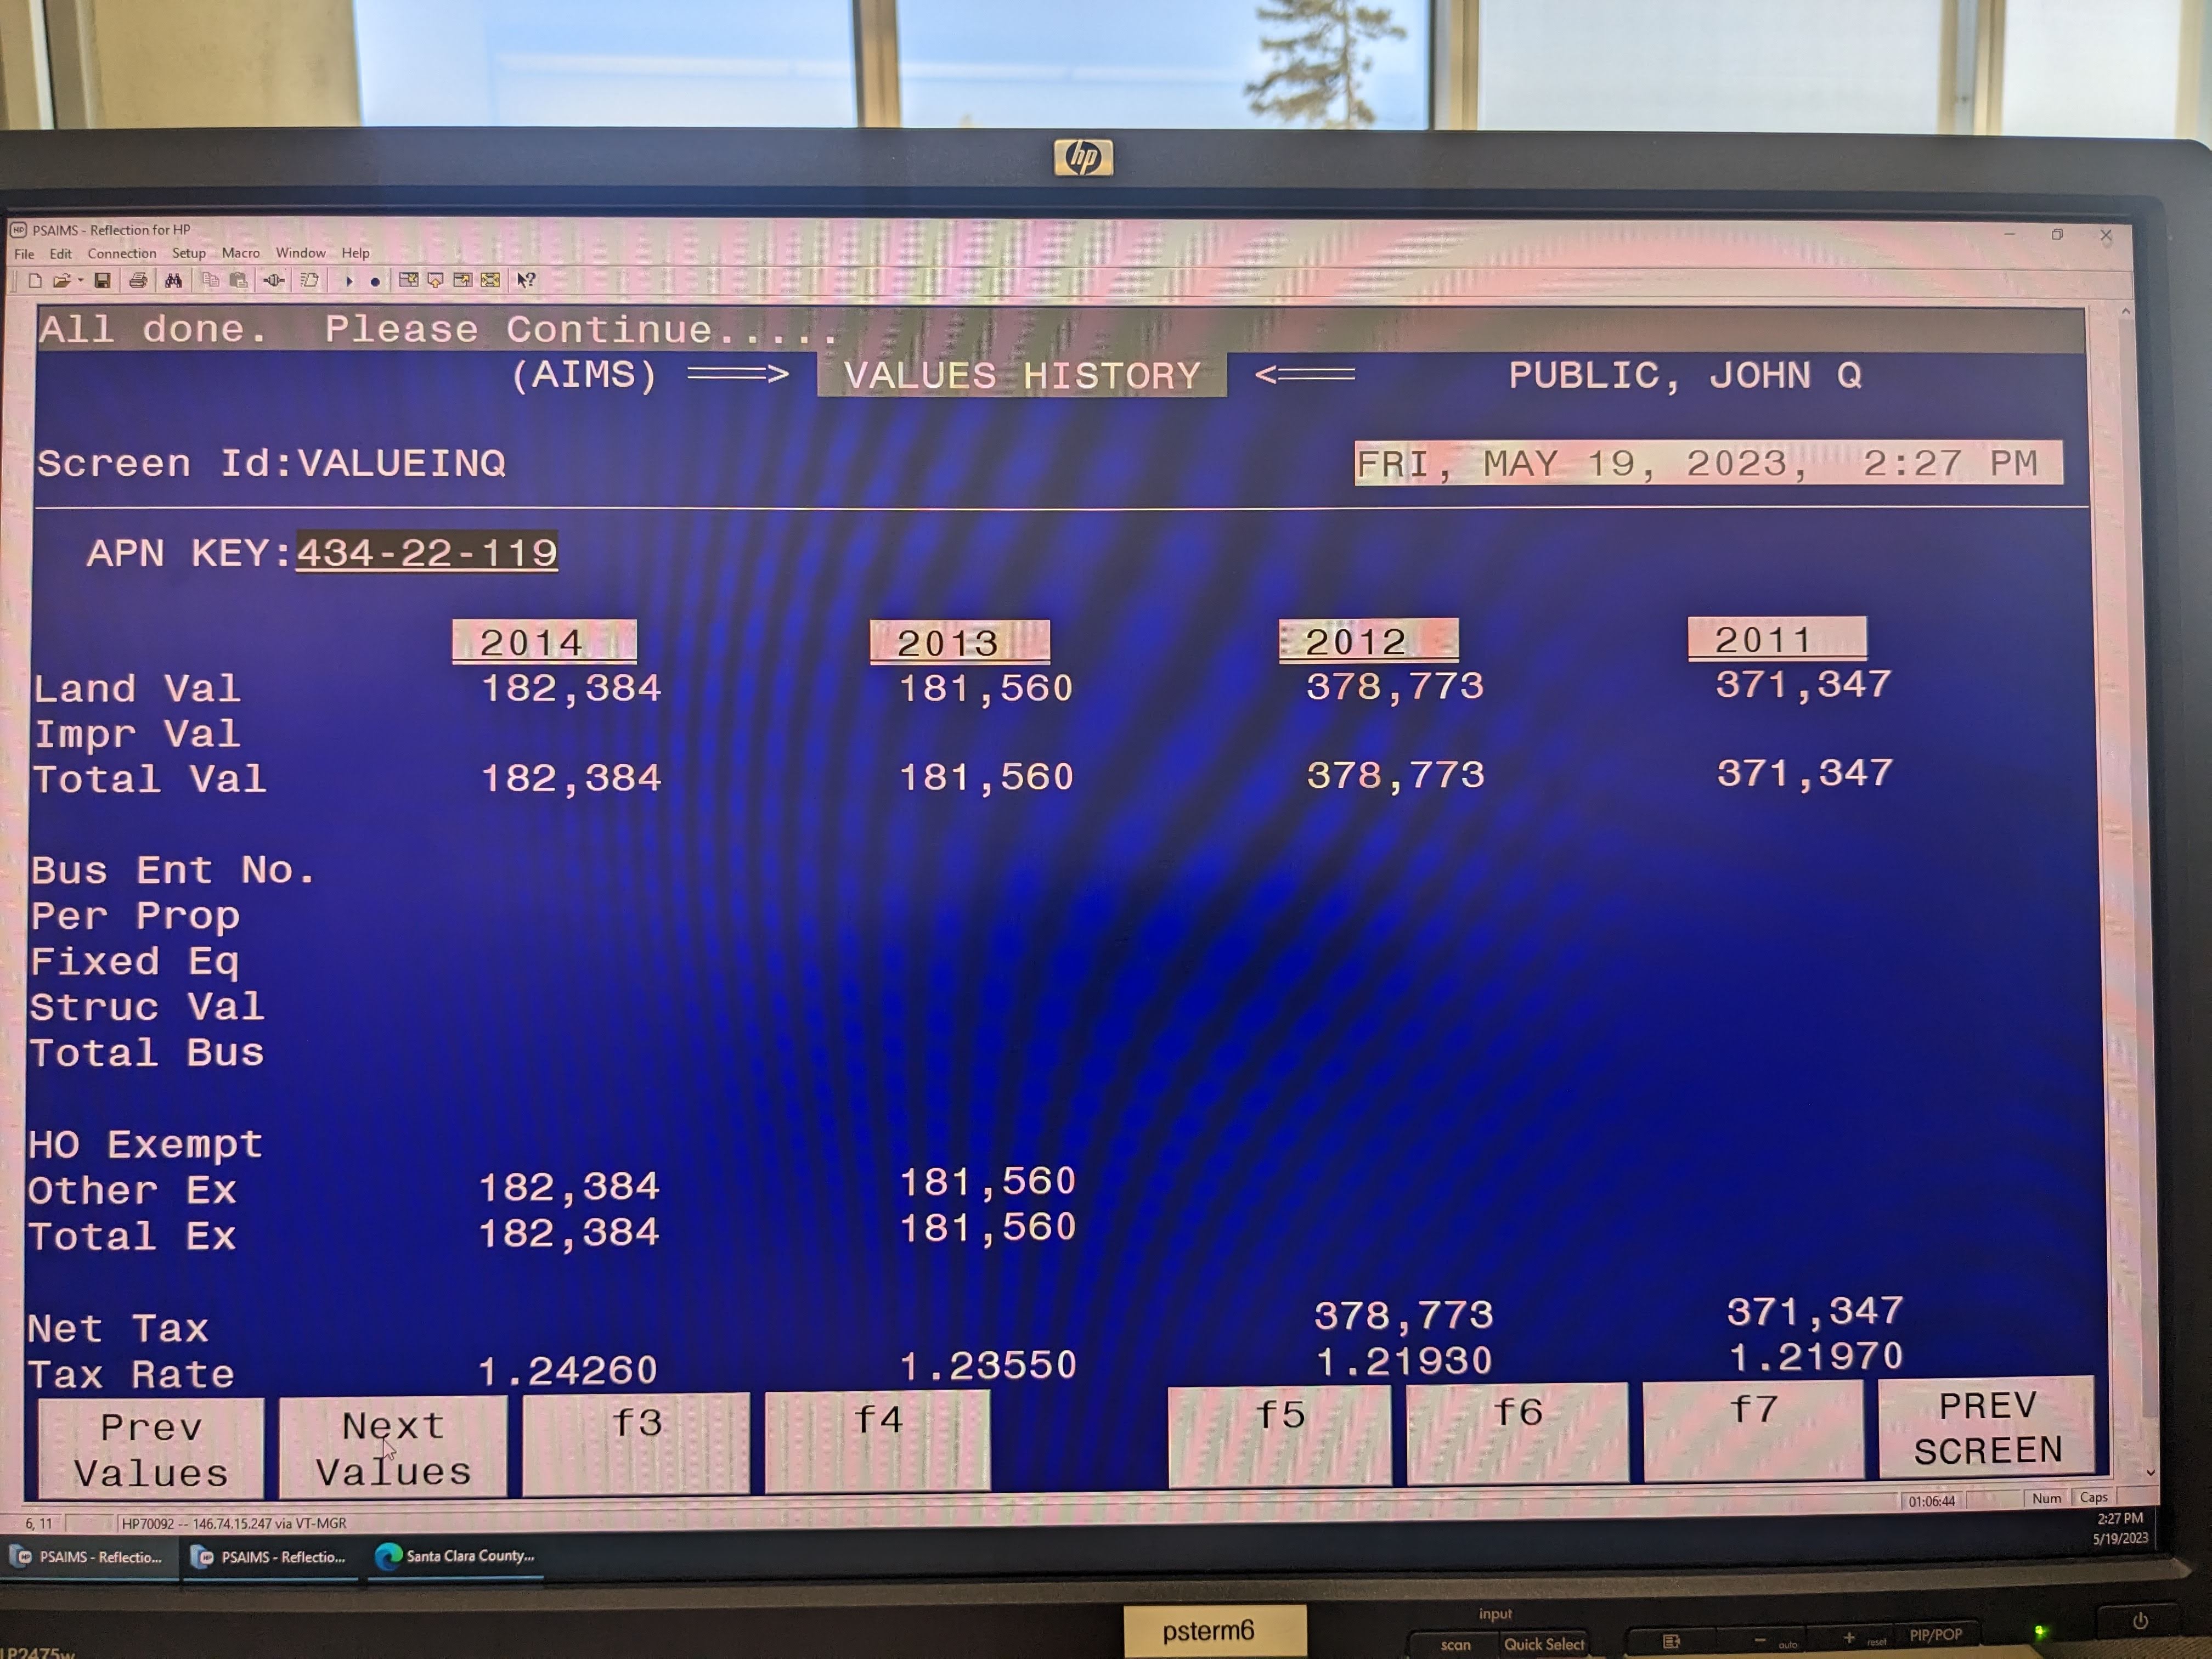 hp
PSAIMS - Reflection for HP
File Edit Connection Setup Macro Window Help
All done. Please Continue.....
(AIMS) ===> VALUES HISTORY <=== PUBLIC, JOHN Q
Screen Id:VALUEINQ FRI, MAY 19, 2023, 2:27 PM
APN KEY:434-22-119
2014 2013 2012 2011
Land Val 182,384 181,560 378,773 371,347
Impr Val
Total Val 182,384 181,560 378,773 371,347
Bus Ent No.
Per Prop
Fixed Eq
Struc Val
Total Bus
HO Exempt
Other Ex 182,384 181,560
Total Ex 182,384 181,560
Net Tax 378,773 371,347
Tax Rate 1.24260 1.23550 1.21930 1.21970
Prev Values Next Values f3 f4 f5 f6 f7 PREV SCREEN
01:06:44 Num Caps
6, 11 HP70092 -- 146.74.15.247 via VT-MGR
2:27 PM
5/19/2023
PSAIMS - Reflectio... PSAIMS - Reflectio... Santa Clara County...
psterm6
input
scan Quick Select
auto reset PIP/POP
LP2475w